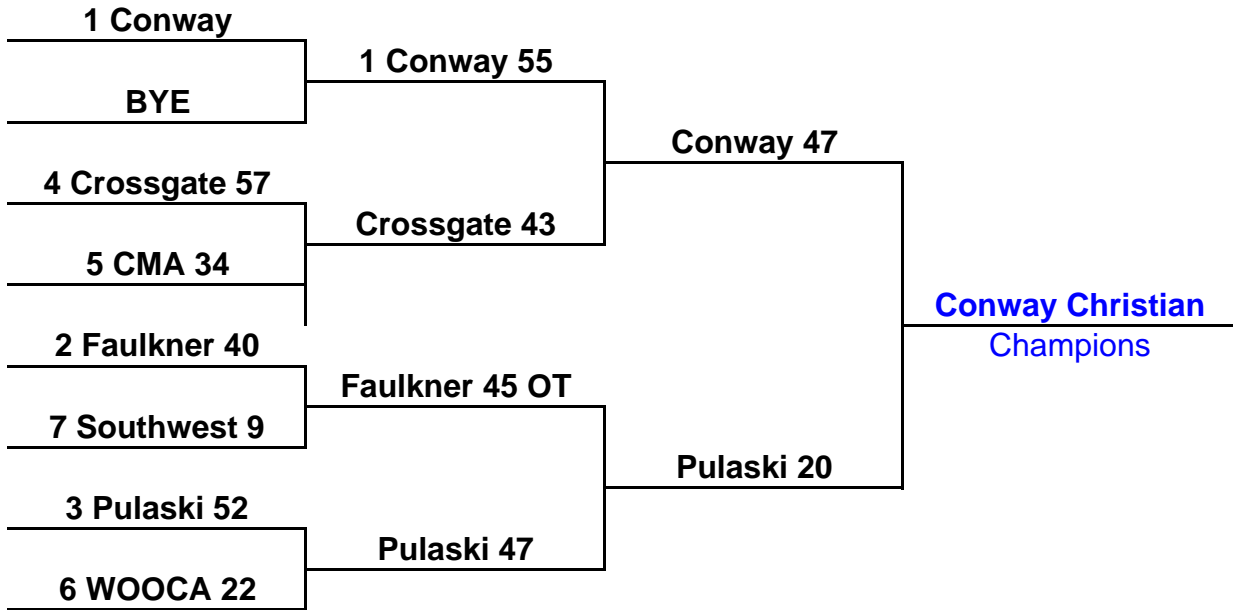 1 Conway
BYE
4 Crossgate 57
5 CMA 34
2 Faulkner 40
7 Southwest 9
3 Pulaski 52
6 WOOCA 22
1 Conway 55
Crossgate 43
Faulkner 45 OT
Pulaski 47
Conway 47
Pulaski 20
Conway Christian
Champions